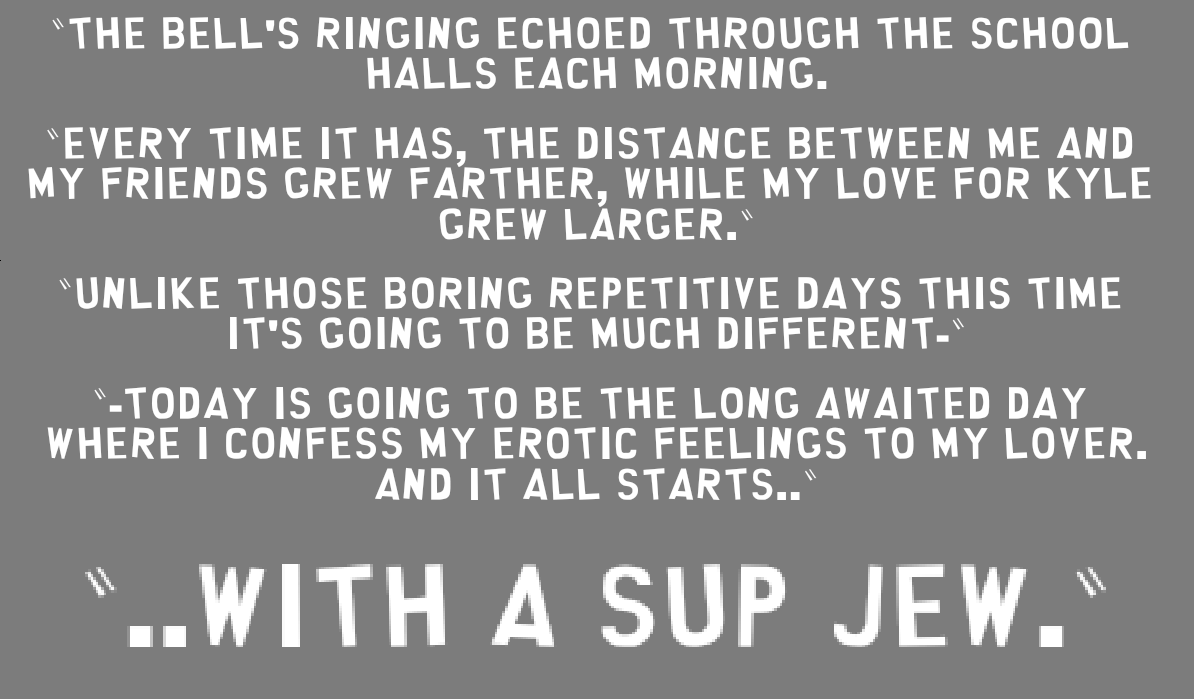 "THE BELL'S RINGING ECHOED THROUGH THE SCHOOL
HALLS EACH MORNING.
"EVERY TIME IT HAS, THE DISTANCE BETWEEN ME AND
MY FRIENDS GREW FARTHER, WHILE MY LOVE FOR KYLE
GREW LARGER."
"UNLIKE THOSE BORING REPETITIVE DAYS THIS TIME
IT'S GOING TO BE MUCH DIFFERENT-"
"-TODAY IS GOING TO BE THE LONG AWAITED DAY
WHERE I CONFESS MY EROTIC FEELINGS TO MY LOVER.
AND IT ALL STARTS.."
"..WITH A SUP JEW."